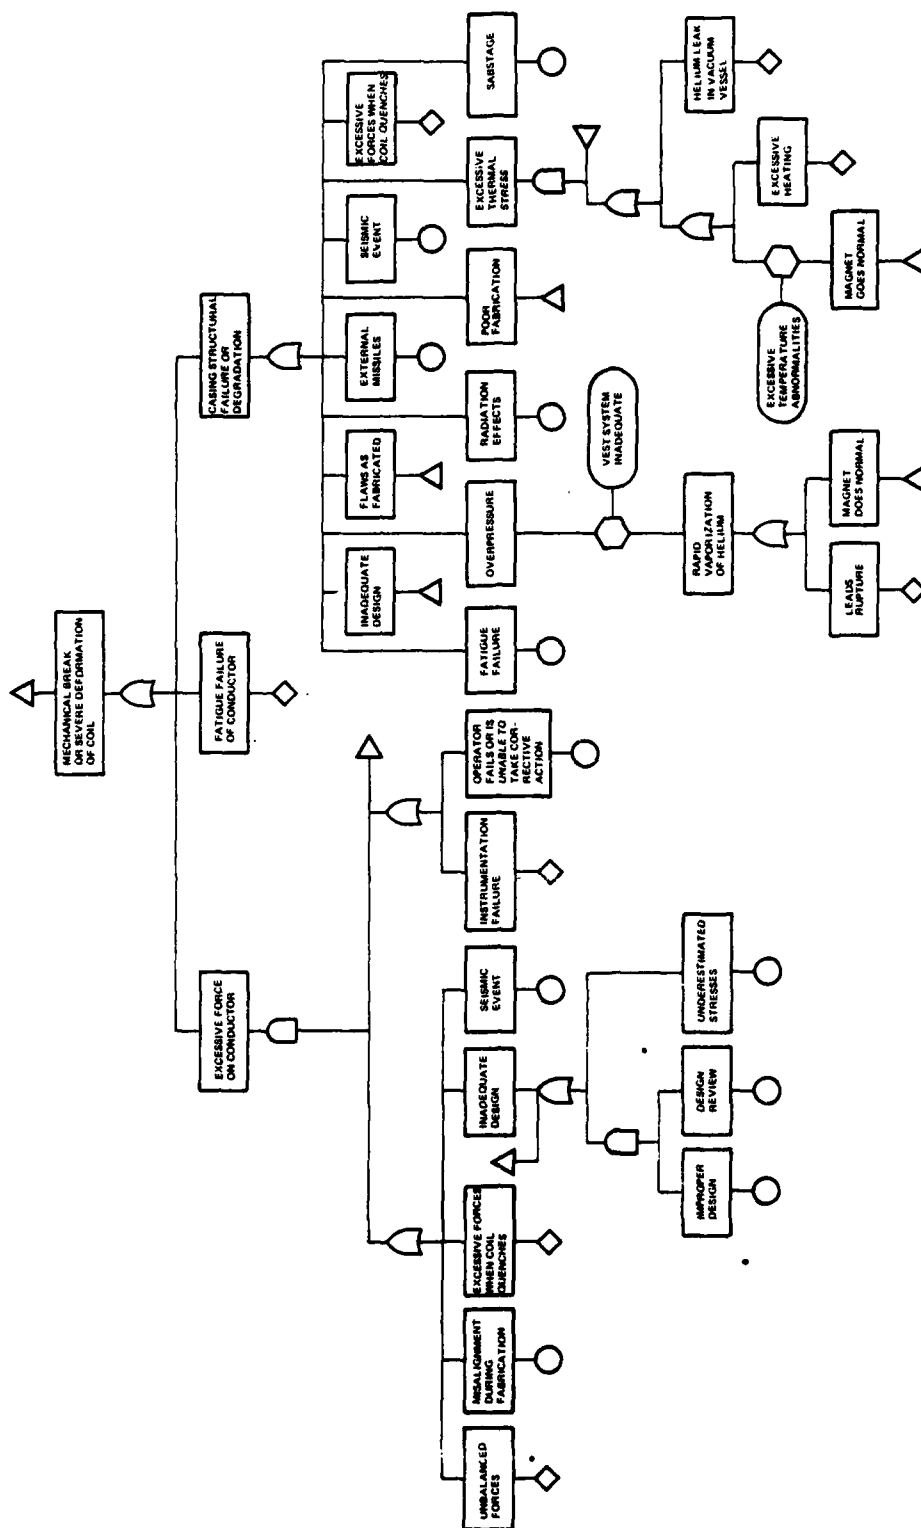 MECHANICAL BREAK
OR SEVERE DEFORMATION
OF COIL
EXCESSIVE FORCE
ON CONDUCTOR
FATIGUE FAILURE
OF CONDUCTOR
CASING STRUCTURAL
FAILURE OR
DEGRADATION
INADEQUATE
DESIGN
FLAWS AS
FABRICATED
EXTERNAL
MISSILES
SEISMIC
EVENT
EXCESSIVE
FORCES WHEN
COIL QUENCHES
UNBALANCED
FORCES
MISALIGNMENT
DURING
FABRICATION
EXCESSIVE FORCES
WHEN COIL
QUENCHES
INADEQUATE
DESIGN
SEISMIC
EVENT
INSTRUMENTATION
FAILURE
OPERATOR
FAILS OR IS
UNABLE TO
TAKE COR-
RECTIVE
ACTION
FATIGUE
FAILURE
OVERPRESSURE
RADIATION
EFFECTS
POOR
FABRICATION
EXCESSIVE
THERMAL
STRESS
SABSTAGE
VEST SYSTEM
INADEQUATE
IMPROPER
DESIGN
DESIGN
REVIEW
UNDERESTIMATED
STRESSES
RAPID
VAPORIZATION
OF HELIUM
HELIUM LEAK
IN VACUUM
VESSEL
EXCESSIVE
TEMPERATURE
ABNORMALITIES
EXCESSIVE
HEATING
LEADS
RUPTURE
MAGNET
DOES NORMAL
MAGNET
GOES NORMAL